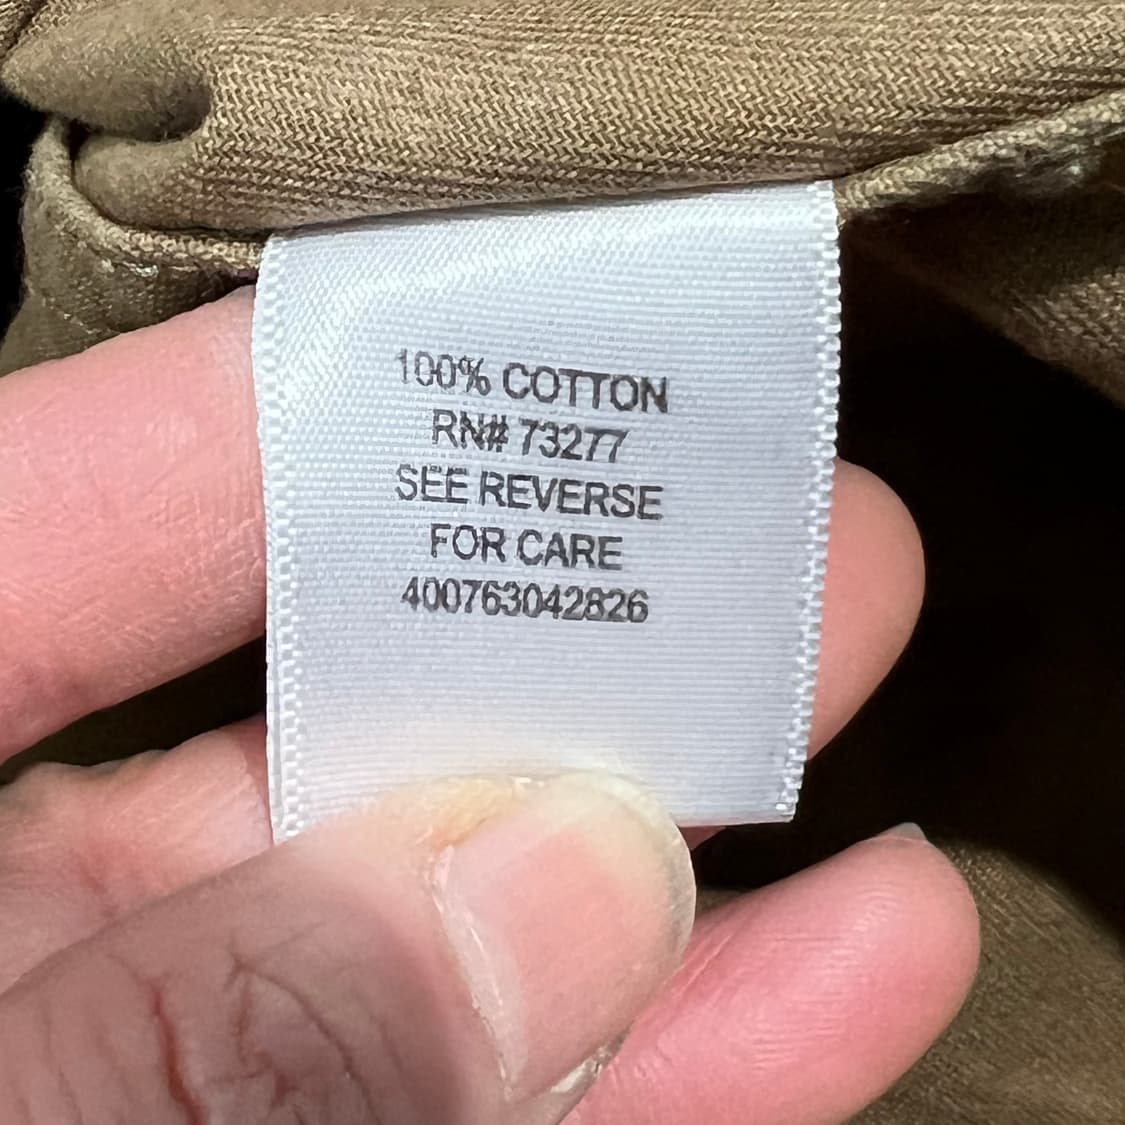 100% COTTON
RN# 73277
SEE REVERSE
FOR CARE
400763042826